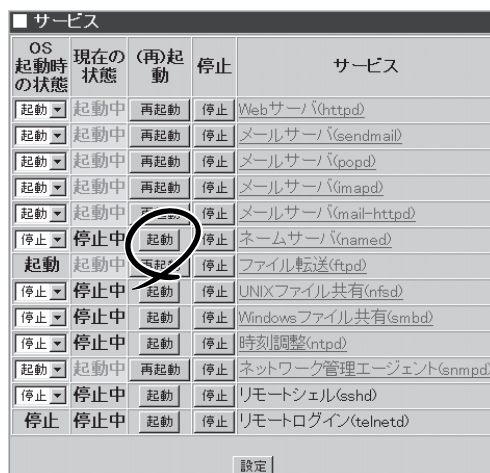 ■ サービス
OS起動時の状態 現在の状態 (再)起動 停止 サービス
起動 起動中 再起動 停止 Webサーバ(httpd)
起動 起動中 再起動 停止 メールサーバ(sendmail)
起動 起動中 再起動 停止 メールサーバ(popd)
起動 起動中 再起動 停止 メールサーバ(imapd)
起動 起動中 再起動 停止 メールサーバ(mail-httpd)
停止 停止中 起動 停止 ネームサーバ(named)
起動 起動中 再起動 停止 ファイル転送(ftpd)
停止 停止中 起動 停止 UNIXファイル共有(nfsd)
停止 停止中 起動 停止 Windowsファイル共有(smbd)
停止 停止中 起動 停止 時刻調整(ntpd)
起動 起動中 再起動 停止 ネットワーク管理エージェント(snmpd)
停止 停止中 起動 停止 リモートシェル(sshd)
停止 停止中 起動 停止 リモートログイン(telnetd)
設定